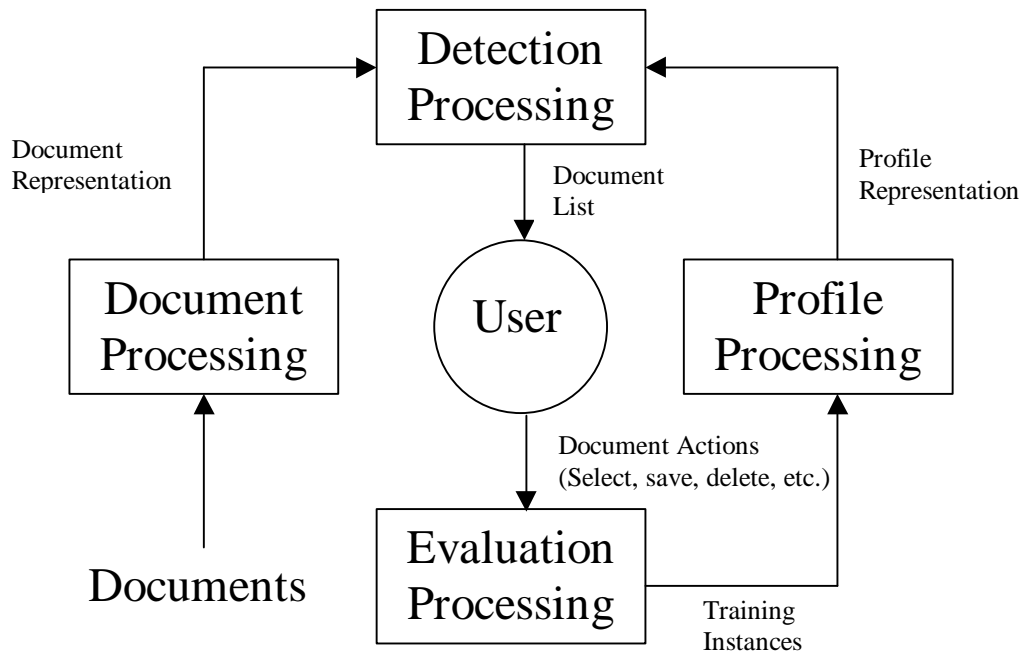 Detection
Processing
Document
Representation
Document
List
Profile
Representation
Document
Processing
User
Profile
Processing
Document Actions
(Select, save, delete, etc.)
Documents
Evaluation
Processing
Training
Instances